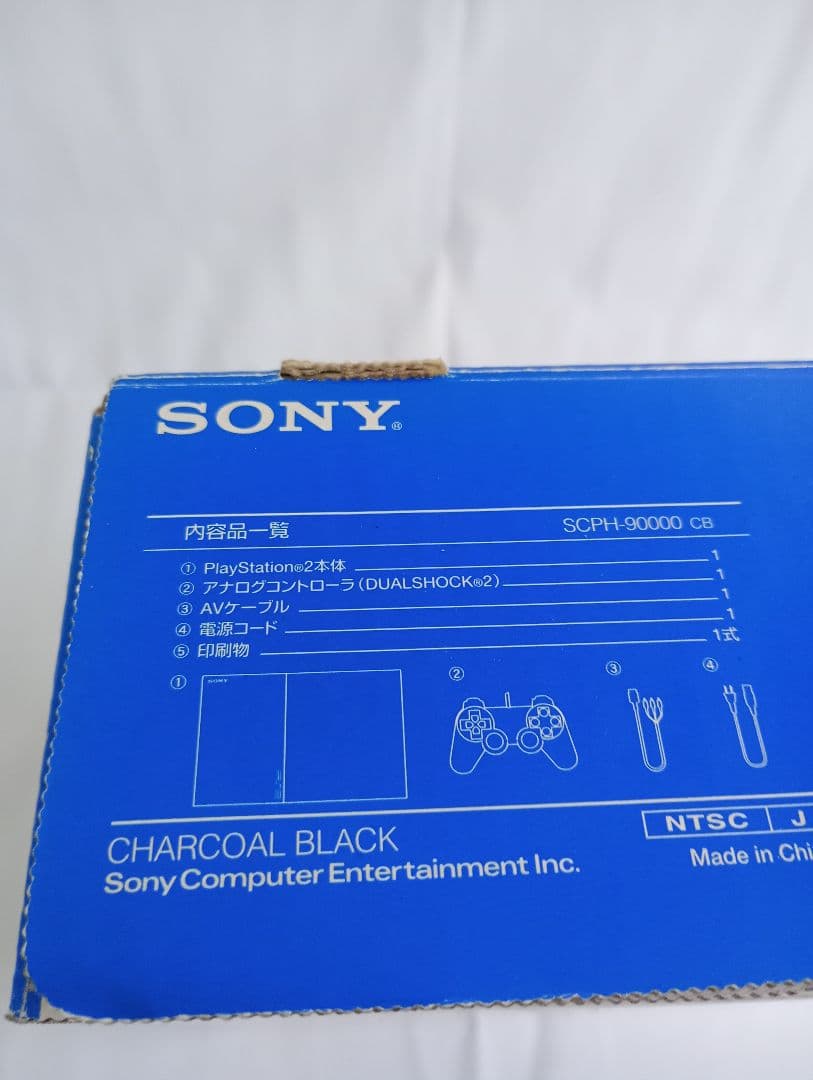 SONY®
内容品一覧 SCPH-90000 CB
① PlayStation®2本体 1
② アナログコントローラ(DUALSHOCK®2) 1
③ AVケーブル 1
④ 電源コード 1
⑤ 印刷物 1式
① ② ③ ④
SONY
CHARCOAL BLACK NTSC J
Sony Computer Entertainment Inc. Made in Chi